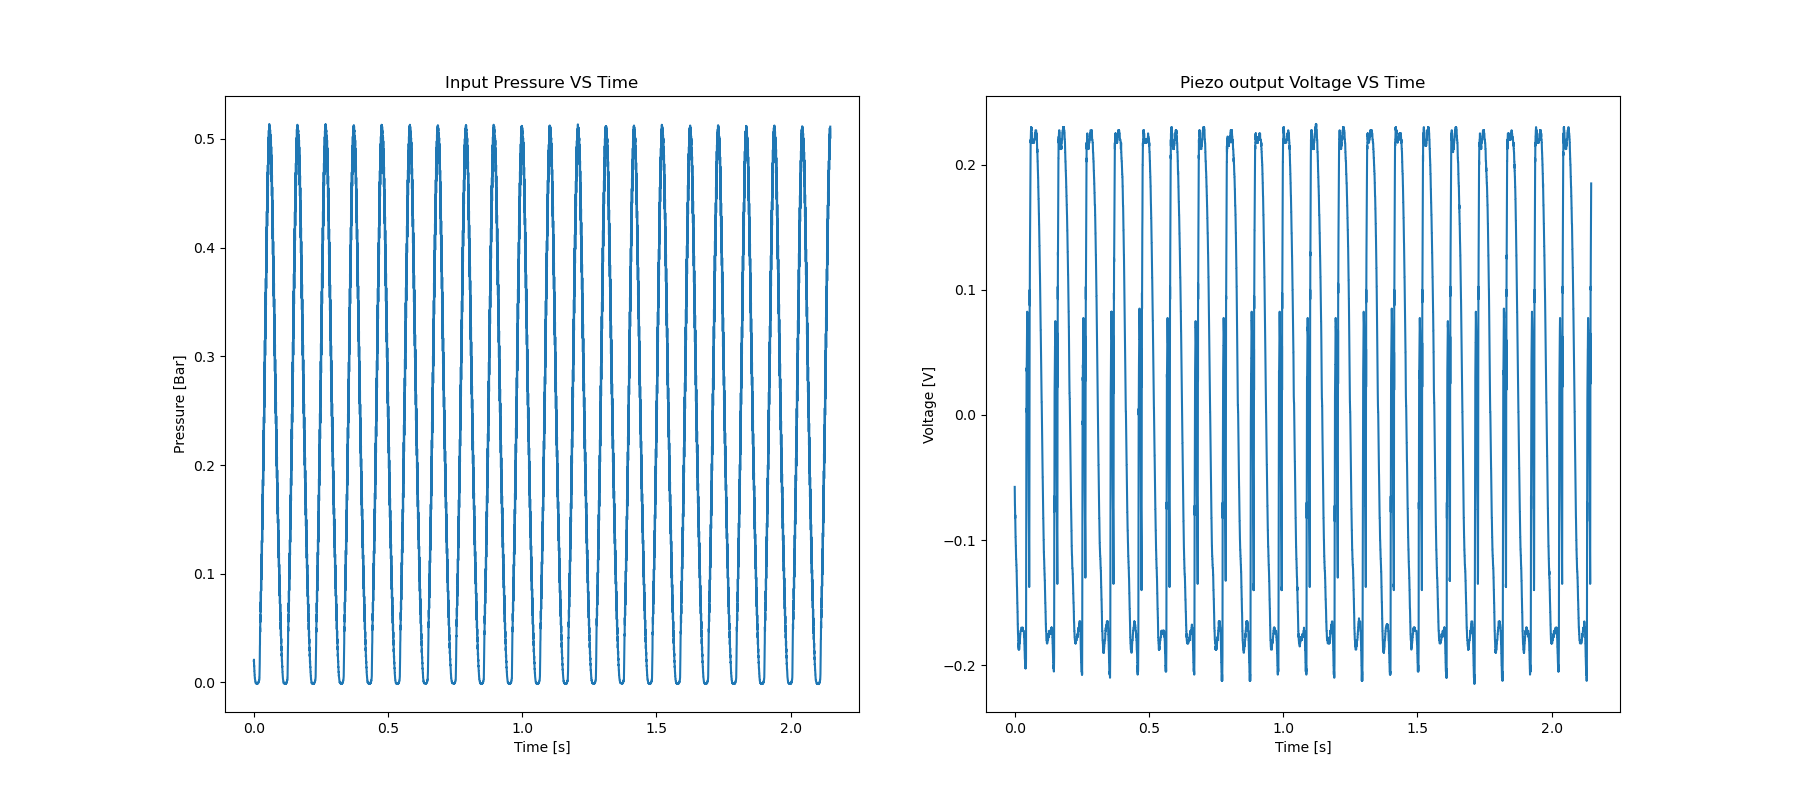 Input Pressure VS Time
Pressure [Bar]
0.5
0.4
0.3
0.2
0.1
0.0
0.0 0.5 1.0 1.5 2.0
Time [s]
Piezo output Voltage VS Time
Voltage [V]
0.2
0.1
0.0
−0.1
−0.2
0.0 0.5 1.0 1.5 2.0
Time [s]